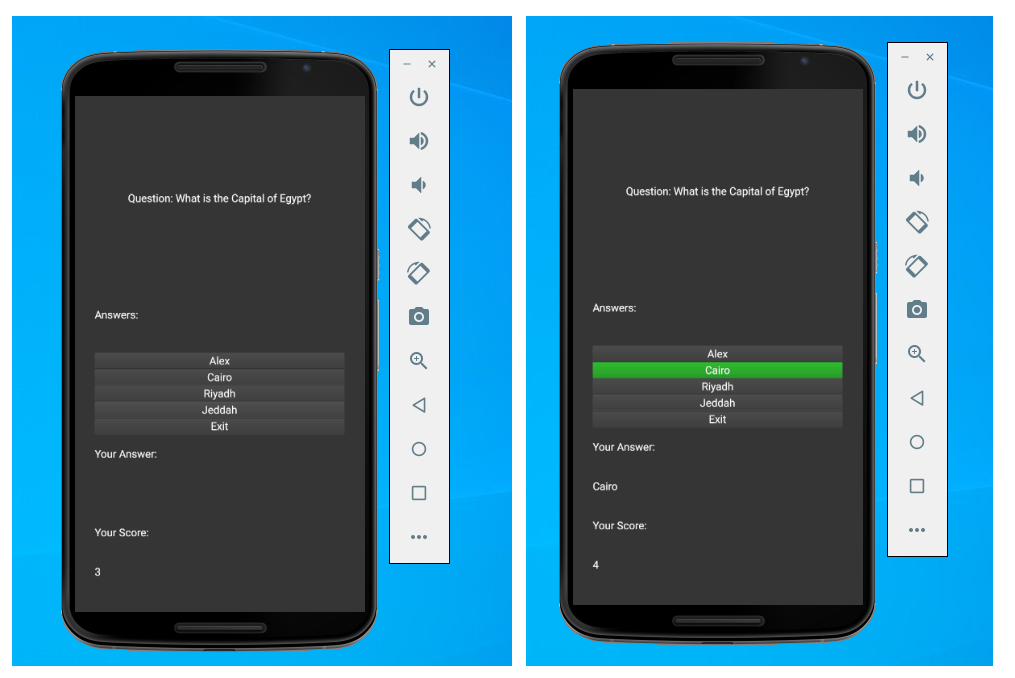 Question: What is the Capital of Egypt?
Answers:
Alex
Cairo
Riyadh
Jeddah
Exit
Your Answer:
Your Score:
3
Question: What is the Capital of Egypt?
Answers:
Alex
Cairo
Riyadh
Jeddah
Exit
Your Answer:
Cairo
Your Score:
4